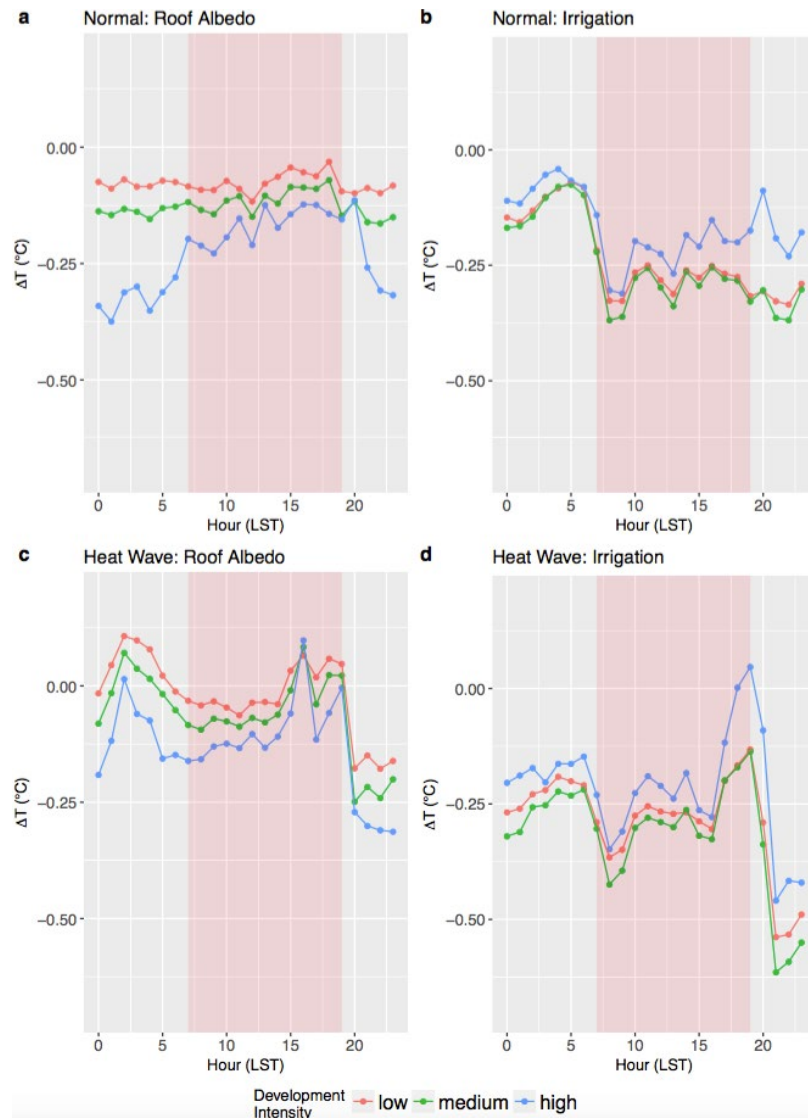 a Normal: Roof Albedo
0.00
−0.25
−0.50
ΔT (°C)
0 5 10 15 20
Hour (LST)
b Normal: Irrigation
0.00
−0.25
−0.50
ΔT (°C)
0 5 10 15 20
Hour (LST)
c Heat Wave: Roof Albedo
0.00
−0.25
−0.50
ΔT (°C)
0 5 10 15 20
Hour (LST)
d Heat Wave: Irrigation
0.00
−0.25
−0.50
ΔT (°C)
0 5 10 15 20
Hour (LST)
Development
Intensity low medium high